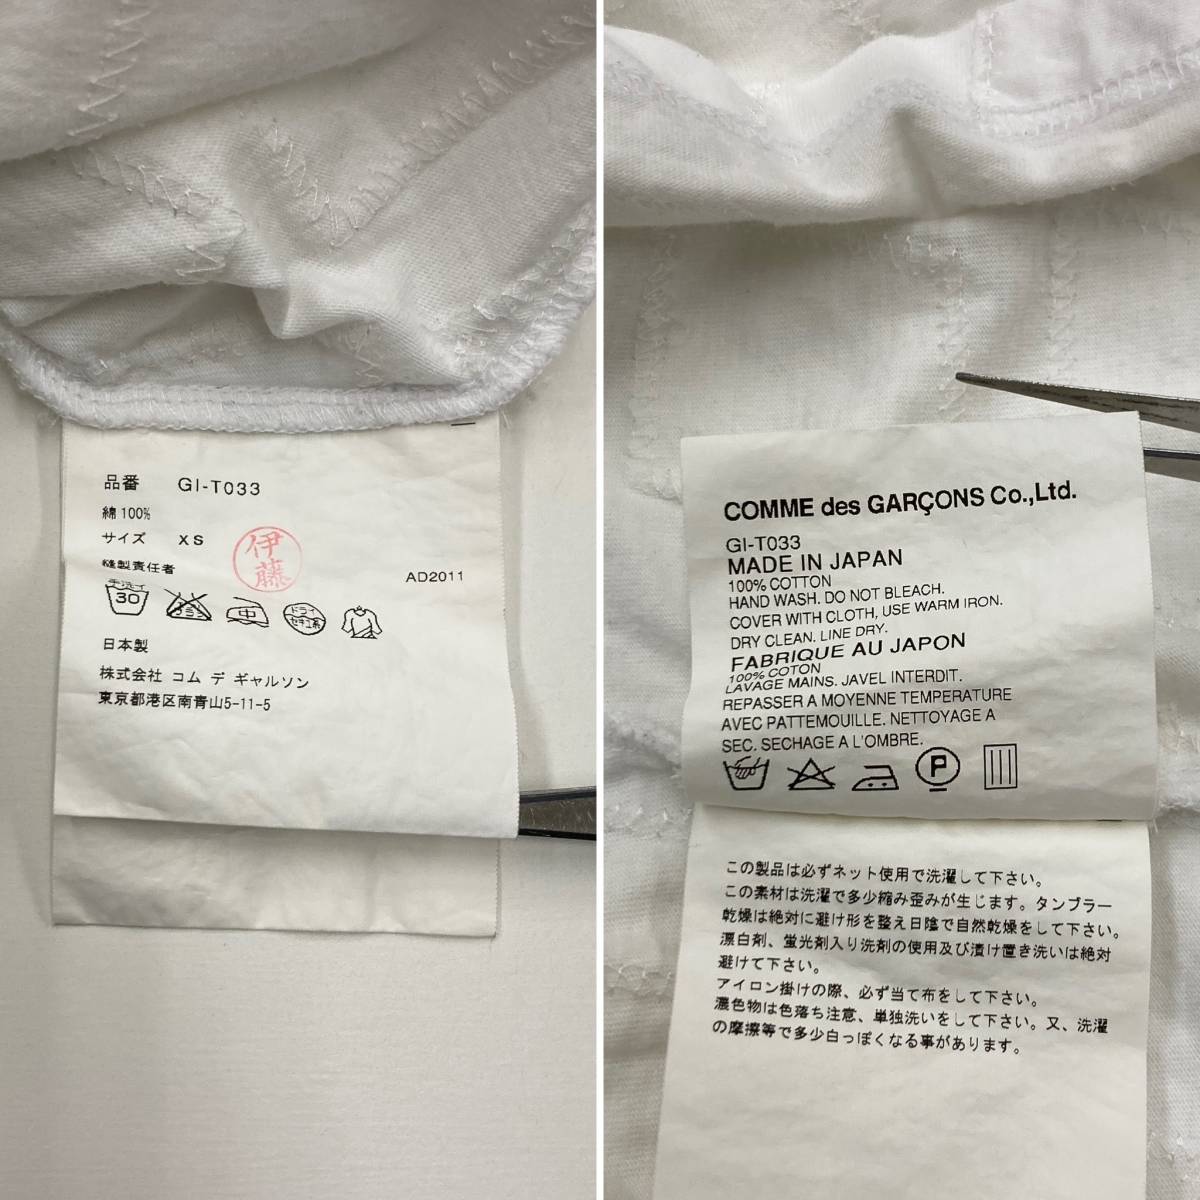 品番 GI-T033
綿 100%
サイズ XS
縫製責任者
伊藤
AD2011
手洗イ
30
中
ドライ
セキユ系
日本製
株式会社 コム デ ギャルソン
東京都港区南青山5-11-5
COMME des GARÇONS Co.,Ltd.
GI-T033
MADE IN JAPAN
100% COTTON
HAND WASH. DO NOT BLEACH.
COVER WITH CLOTH, USE WARM IRON.
DRY CLEAN. LINE DRY.
FABRIQUE AU JAPON
100% COTON
LAVAGE MAINS. JAVEL INTERDIT.
REPASSER A MOYENNE TEMPERATURE
AVEC PATTEMOUILLE. NETTOYAGE A
SEC. SECHAGE A L'OMBRE.
P
この製品は必ずネット使用で洗濯して下さい。
この素材は洗濯で多少縮み歪みが生じます。タンブラー
乾燥は絶対に避け形を整え日陰で自然乾燥をして下さい。
漂白剤、蛍光剤入り洗剤の使用及び漬け置き洗いは絶対
避けて下さい。
アイロン掛けの際、必ず当て布をして下さい。
濃色物は色落ち注意、単独洗いをして下さい。又、洗濯
の摩擦等で多少白っぽくなる事があります。